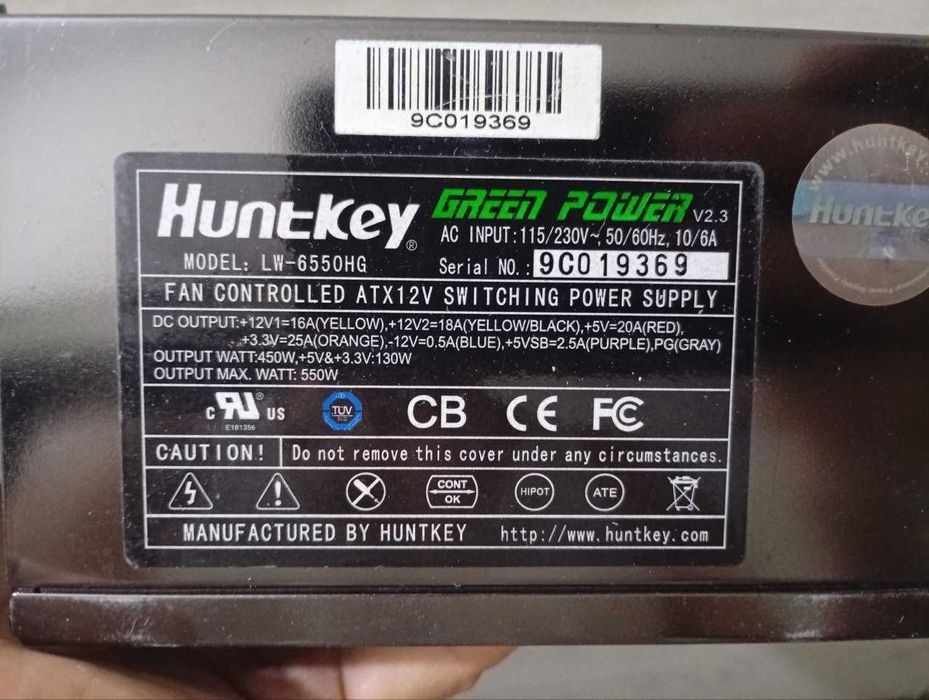 9C019369
Huntkey® GREEN POWER V2.3
AC INPUT:115/230V~, 50/60Hz, 10/6A
MODEL: LW-6550HG Serial NO.: 9C019369
FAN CONTROLLED ATX12V SWITCHING POWER SUPPLY
DC OUTPUT:+12V1=16A(YELLOW),+12V2=18A(YELLOW/BLACK),+5V=20A(RED),
+3.3V=25A(ORANGE),-12V=0.5A(BLUE),+5VSB=2.5A(PURPLE),PG(GRAY)
OUTPUT WATT:450W,+5V&+3.3V:130W
OUTPUT MAX. WATT: 550W
c RU® US TUV CB CE FC
E181356
CAUTION! Do not remove this cover under any circumstances.
CONT OK HIPOT ATE
MANUFACTURED BY HUNTKEY http://www.huntkey.com
www.huntkey
Huntke